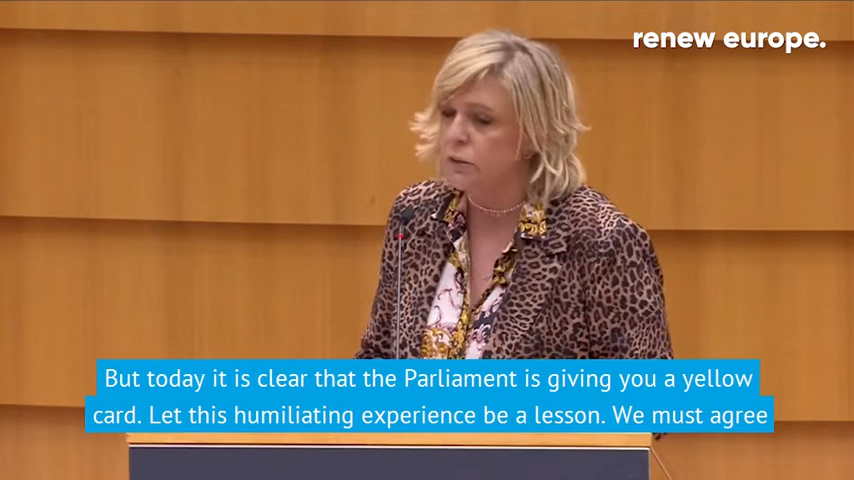 renew europe.
But today it is clear that the Parliament is giving you a yellow
card. Let this humiliating experience be a lesson. We must agree